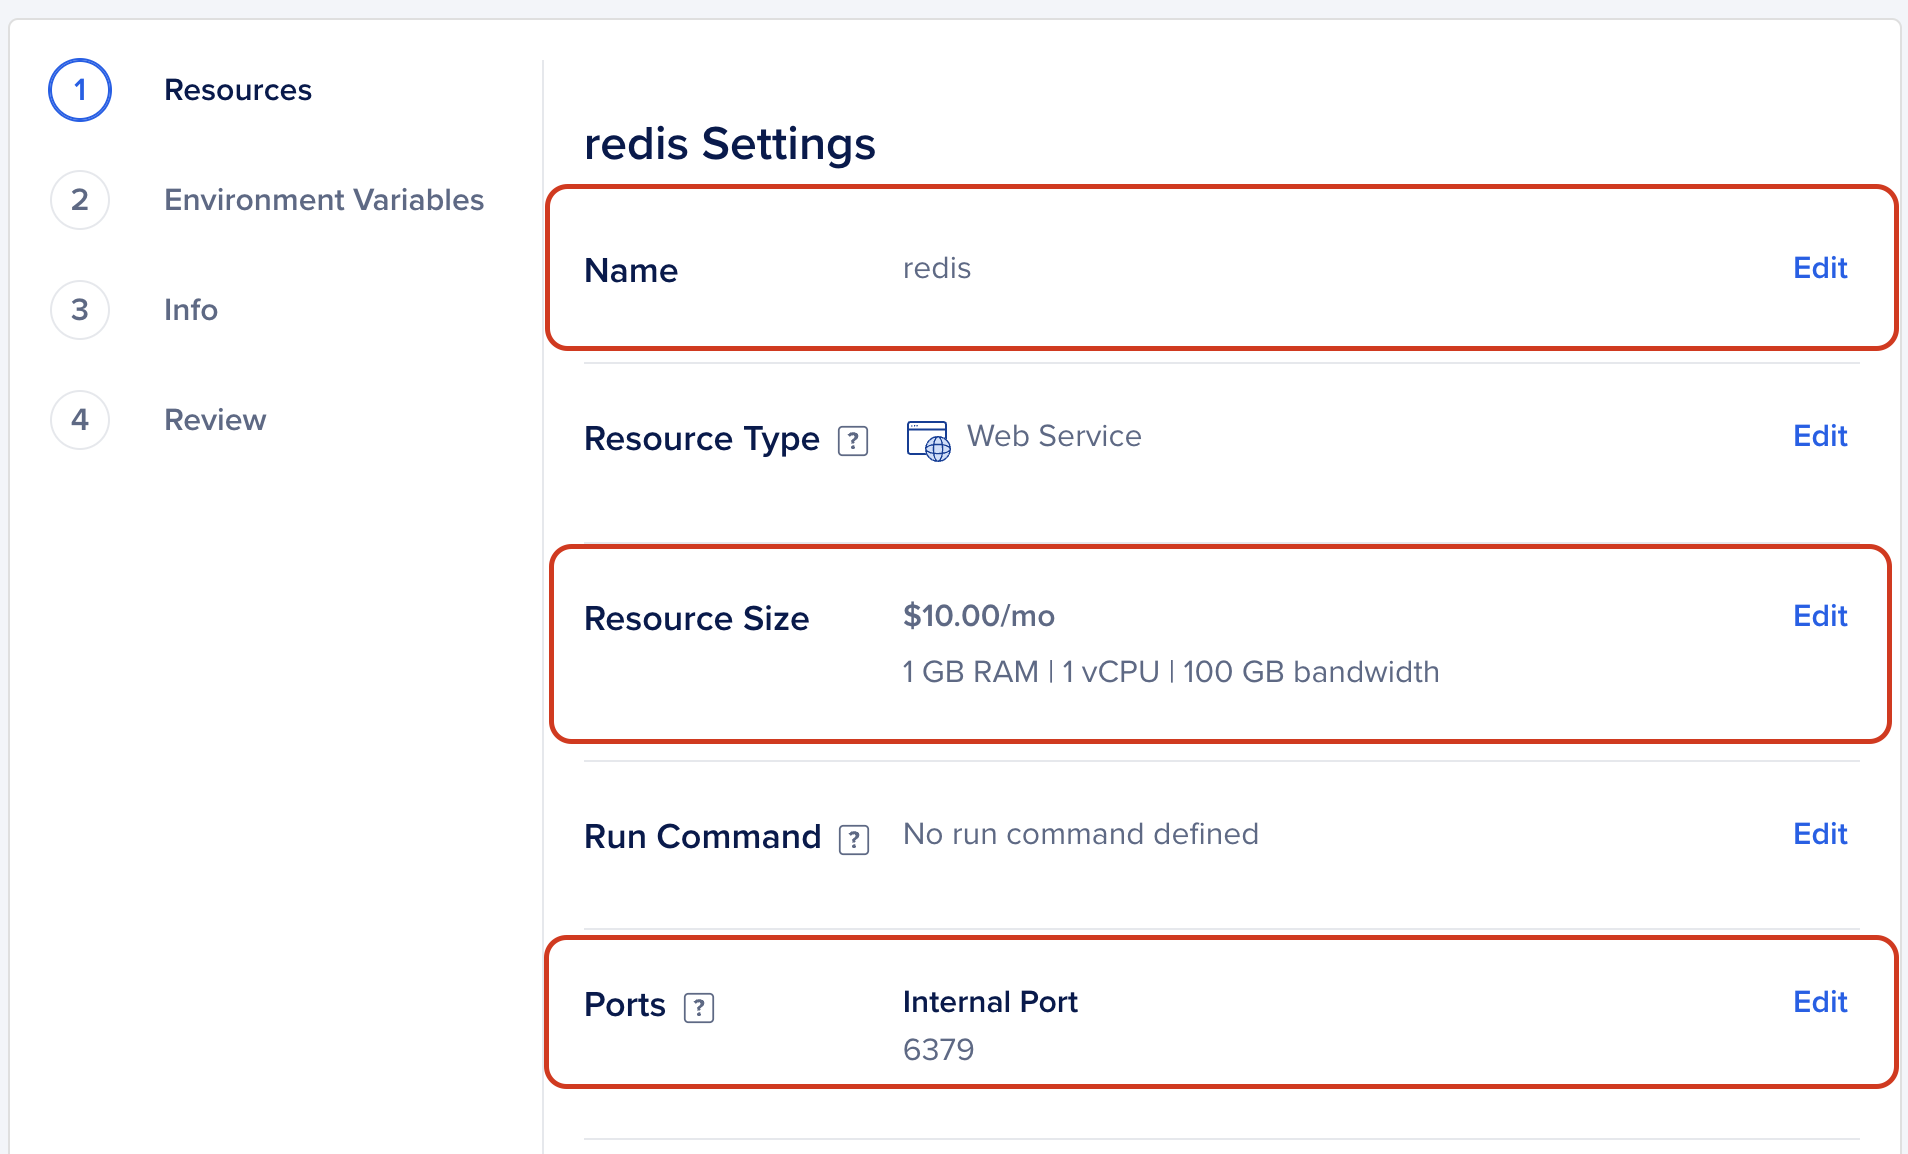 1 Resources
2 Environment Variables
3 Info
4 Review
redis Settings
Name redis Edit
Resource Type ? Web Service Edit
Resource Size $10.00/mo Edit
1 GB RAM | 1 vCPU | 100 GB bandwidth
Run Command ? No run command defined Edit
Ports ? Internal Port Edit
6379